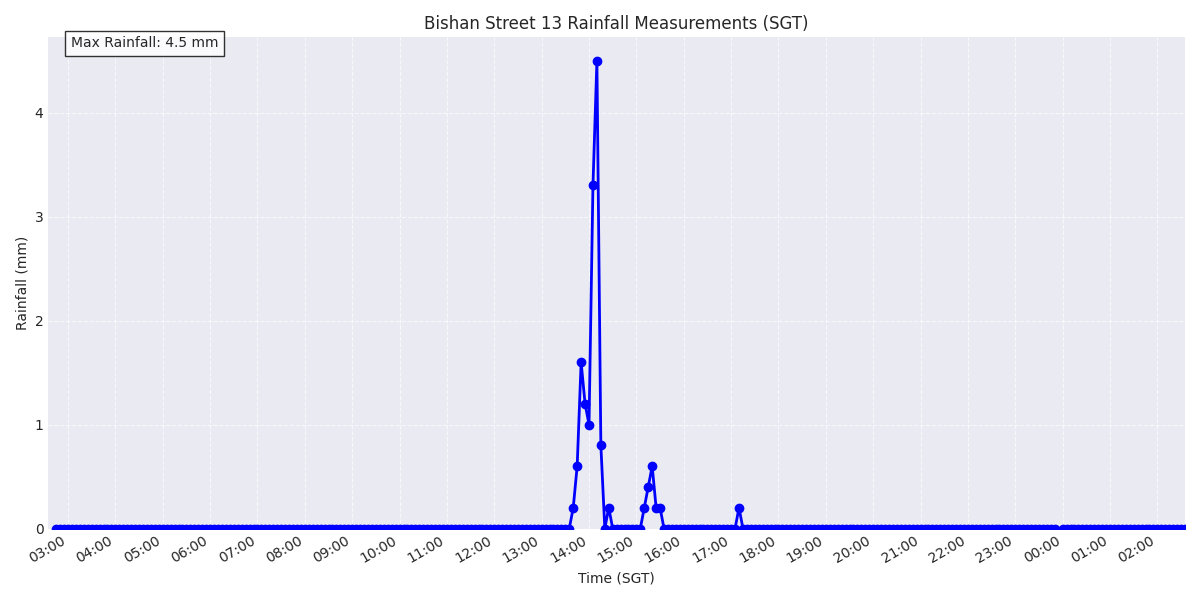 Bishan Street 13 Rainfall Measurements (SGT)
Max Rainfall: 4.5 mm
Rainfall (mm)
4
3
2
1
0
03:00 04:00 05:00 06:00 07:00 08:00 09:00 10:00 11:00 12:00 13:00 14:00 15:00 16:00 17:00 18:00 19:00 20:00 21:00 22:00 23:00 00:00 01:00 02:00
Time (SGT)